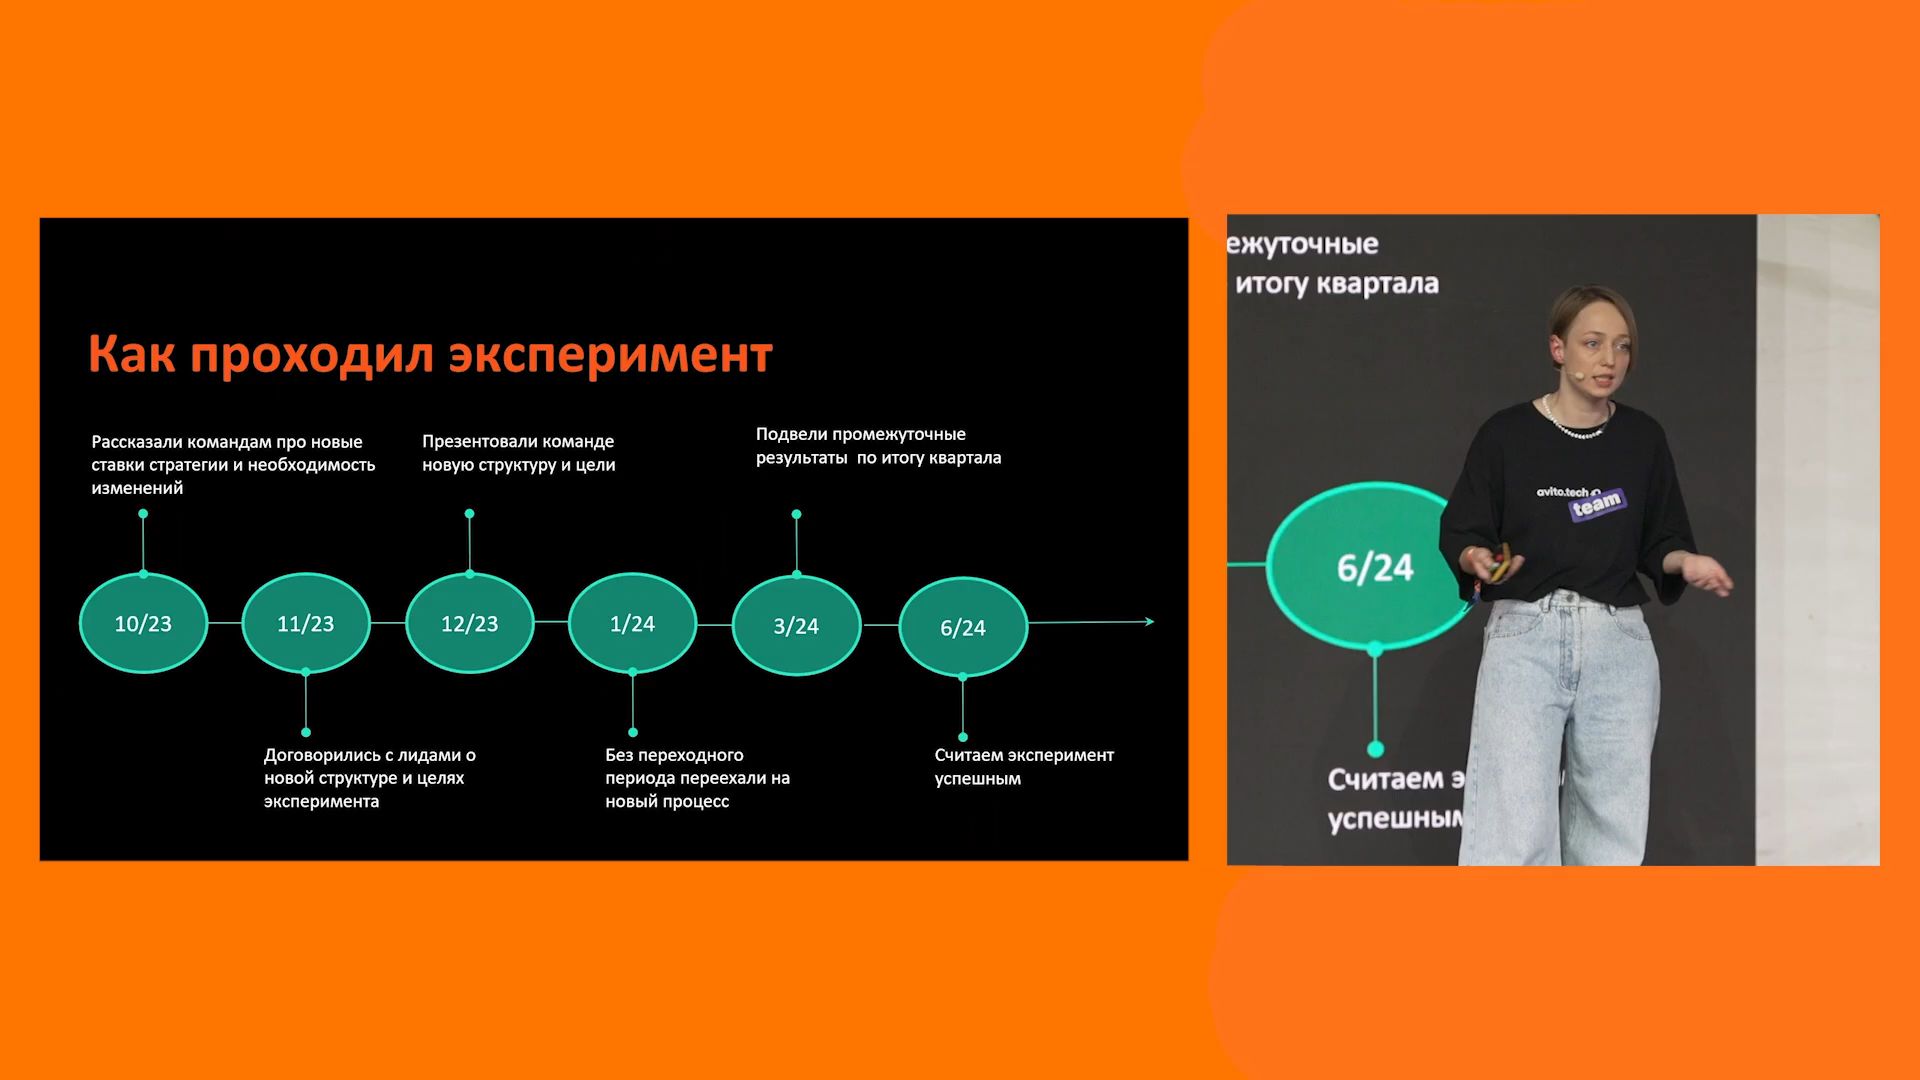 Как проходил эксперимент
Рассказали командам про новые
ставки стратегии и необходимость
изменений
Презентовали команде
новую структуру и цели
Подвели промежуточные
результаты по итогу квартала
10/23
11/23
12/23
1/24
3/24
6/24
Договорились с лидами о
новой структуре и целях
эксперимента
Без переходного
периода переехали на
новый процесс
Считаем эксперимент
успешным
ежуточные
итогу квартала
avito.tech
team
6/24
Считаем э
успешным